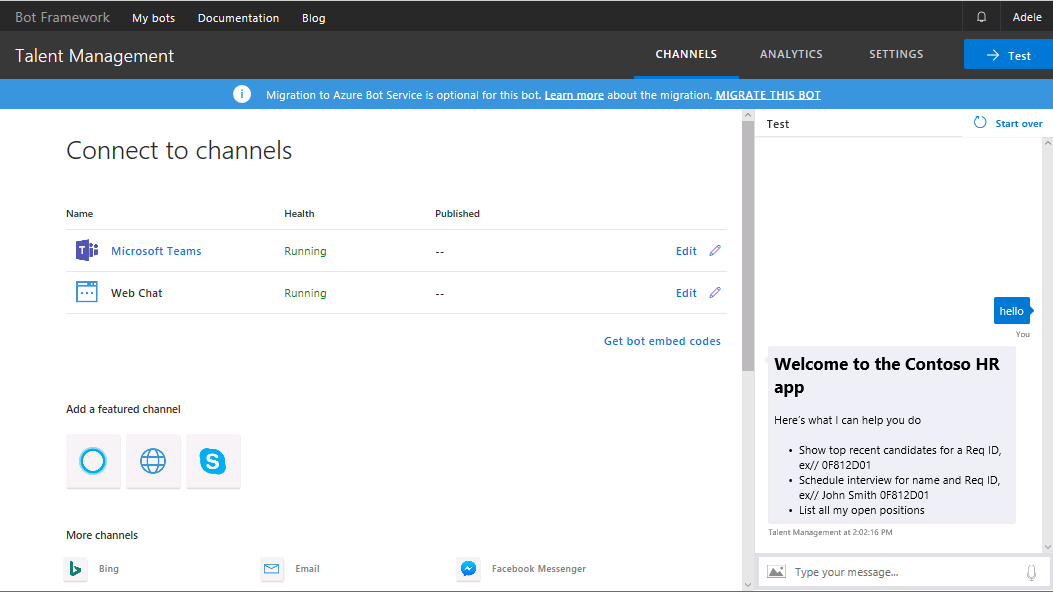 Bot Framework My bots Documentation Blog Adele
Talent Management CHANNELS ANALYTICS SETTINGS → Test
i Migration to Azure Bot Service is optional for this bot. Learn more about the migration. MIGRATE THIS BOT
Connect to channels
Name Health Published
T Microsoft Teams Running -- Edit
Web Chat Running -- Edit
Get bot embed codes
Add a featured channel
S
More channels
Bing Email Facebook Messenger
Test Start over
hello
You
Welcome to the Contoso HR
app
Here's what I can help you do
• Show top recent candidates for a Req ID,
ex// 0F812D01
• Schedule interview for name and Req ID,
ex// John Smith 0F812D01
• List all my open positions
Talent Management at 2:02:16 PM
Type your message...